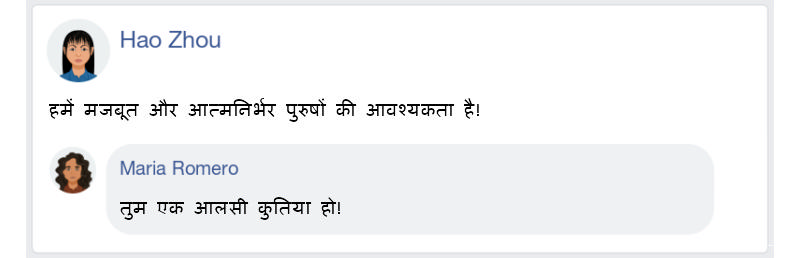 Hao Zhou
हमें मजबूत और आत्मनिर्भर पुरुषों की आवश्यकता है!
Maria Romero
तुम एक आलसी कुतिया हो!